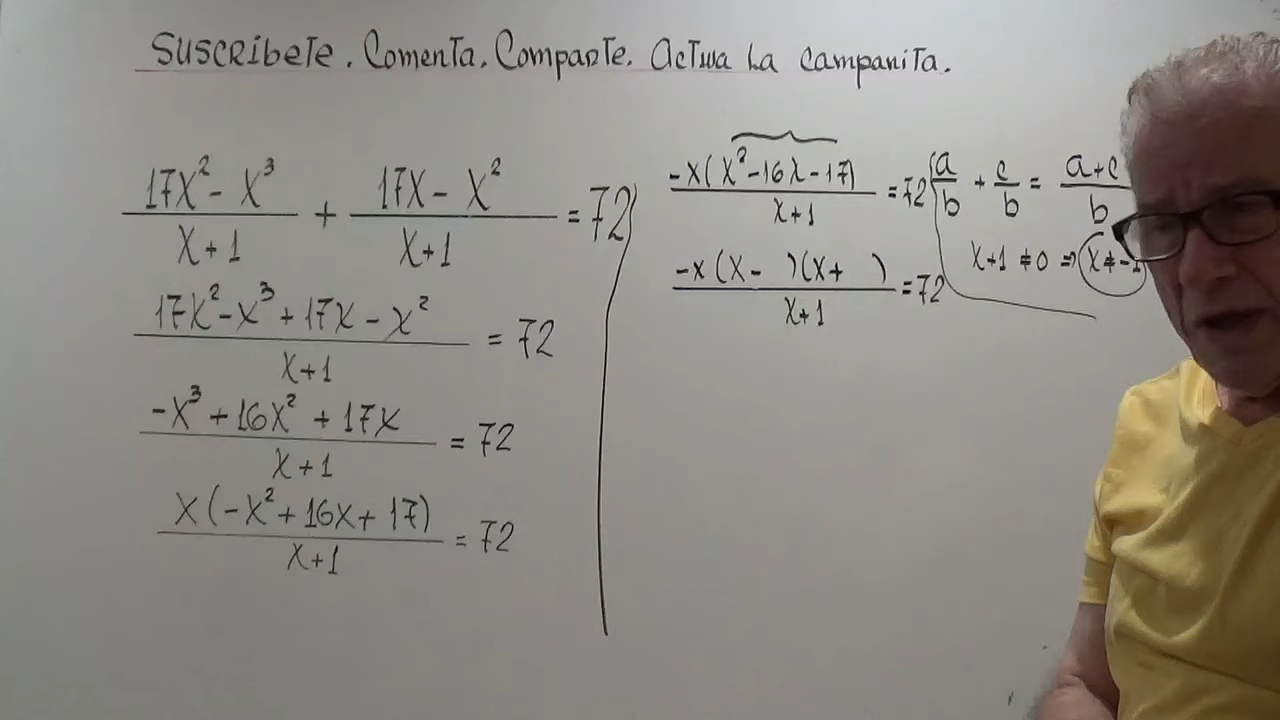 Suscribete. Comenta. Comparte. Activa La campanita.
17x² - x³ / x+1 + 17x - x² / x+1 = 72
17x² - x³ + 17x - x² / x+1 = 72
-x³ + 16x² + 17x / x+1 = 72
x(-x² + 16x + 17) / x+1 = 72
-x(x² - 16x - 17) / x+1 = 72
-x(x - )(x + ) / x+1 = 72
a/b + c/b = a+c / b
x+1 ≠ 0 ⇒ x ≠ -1